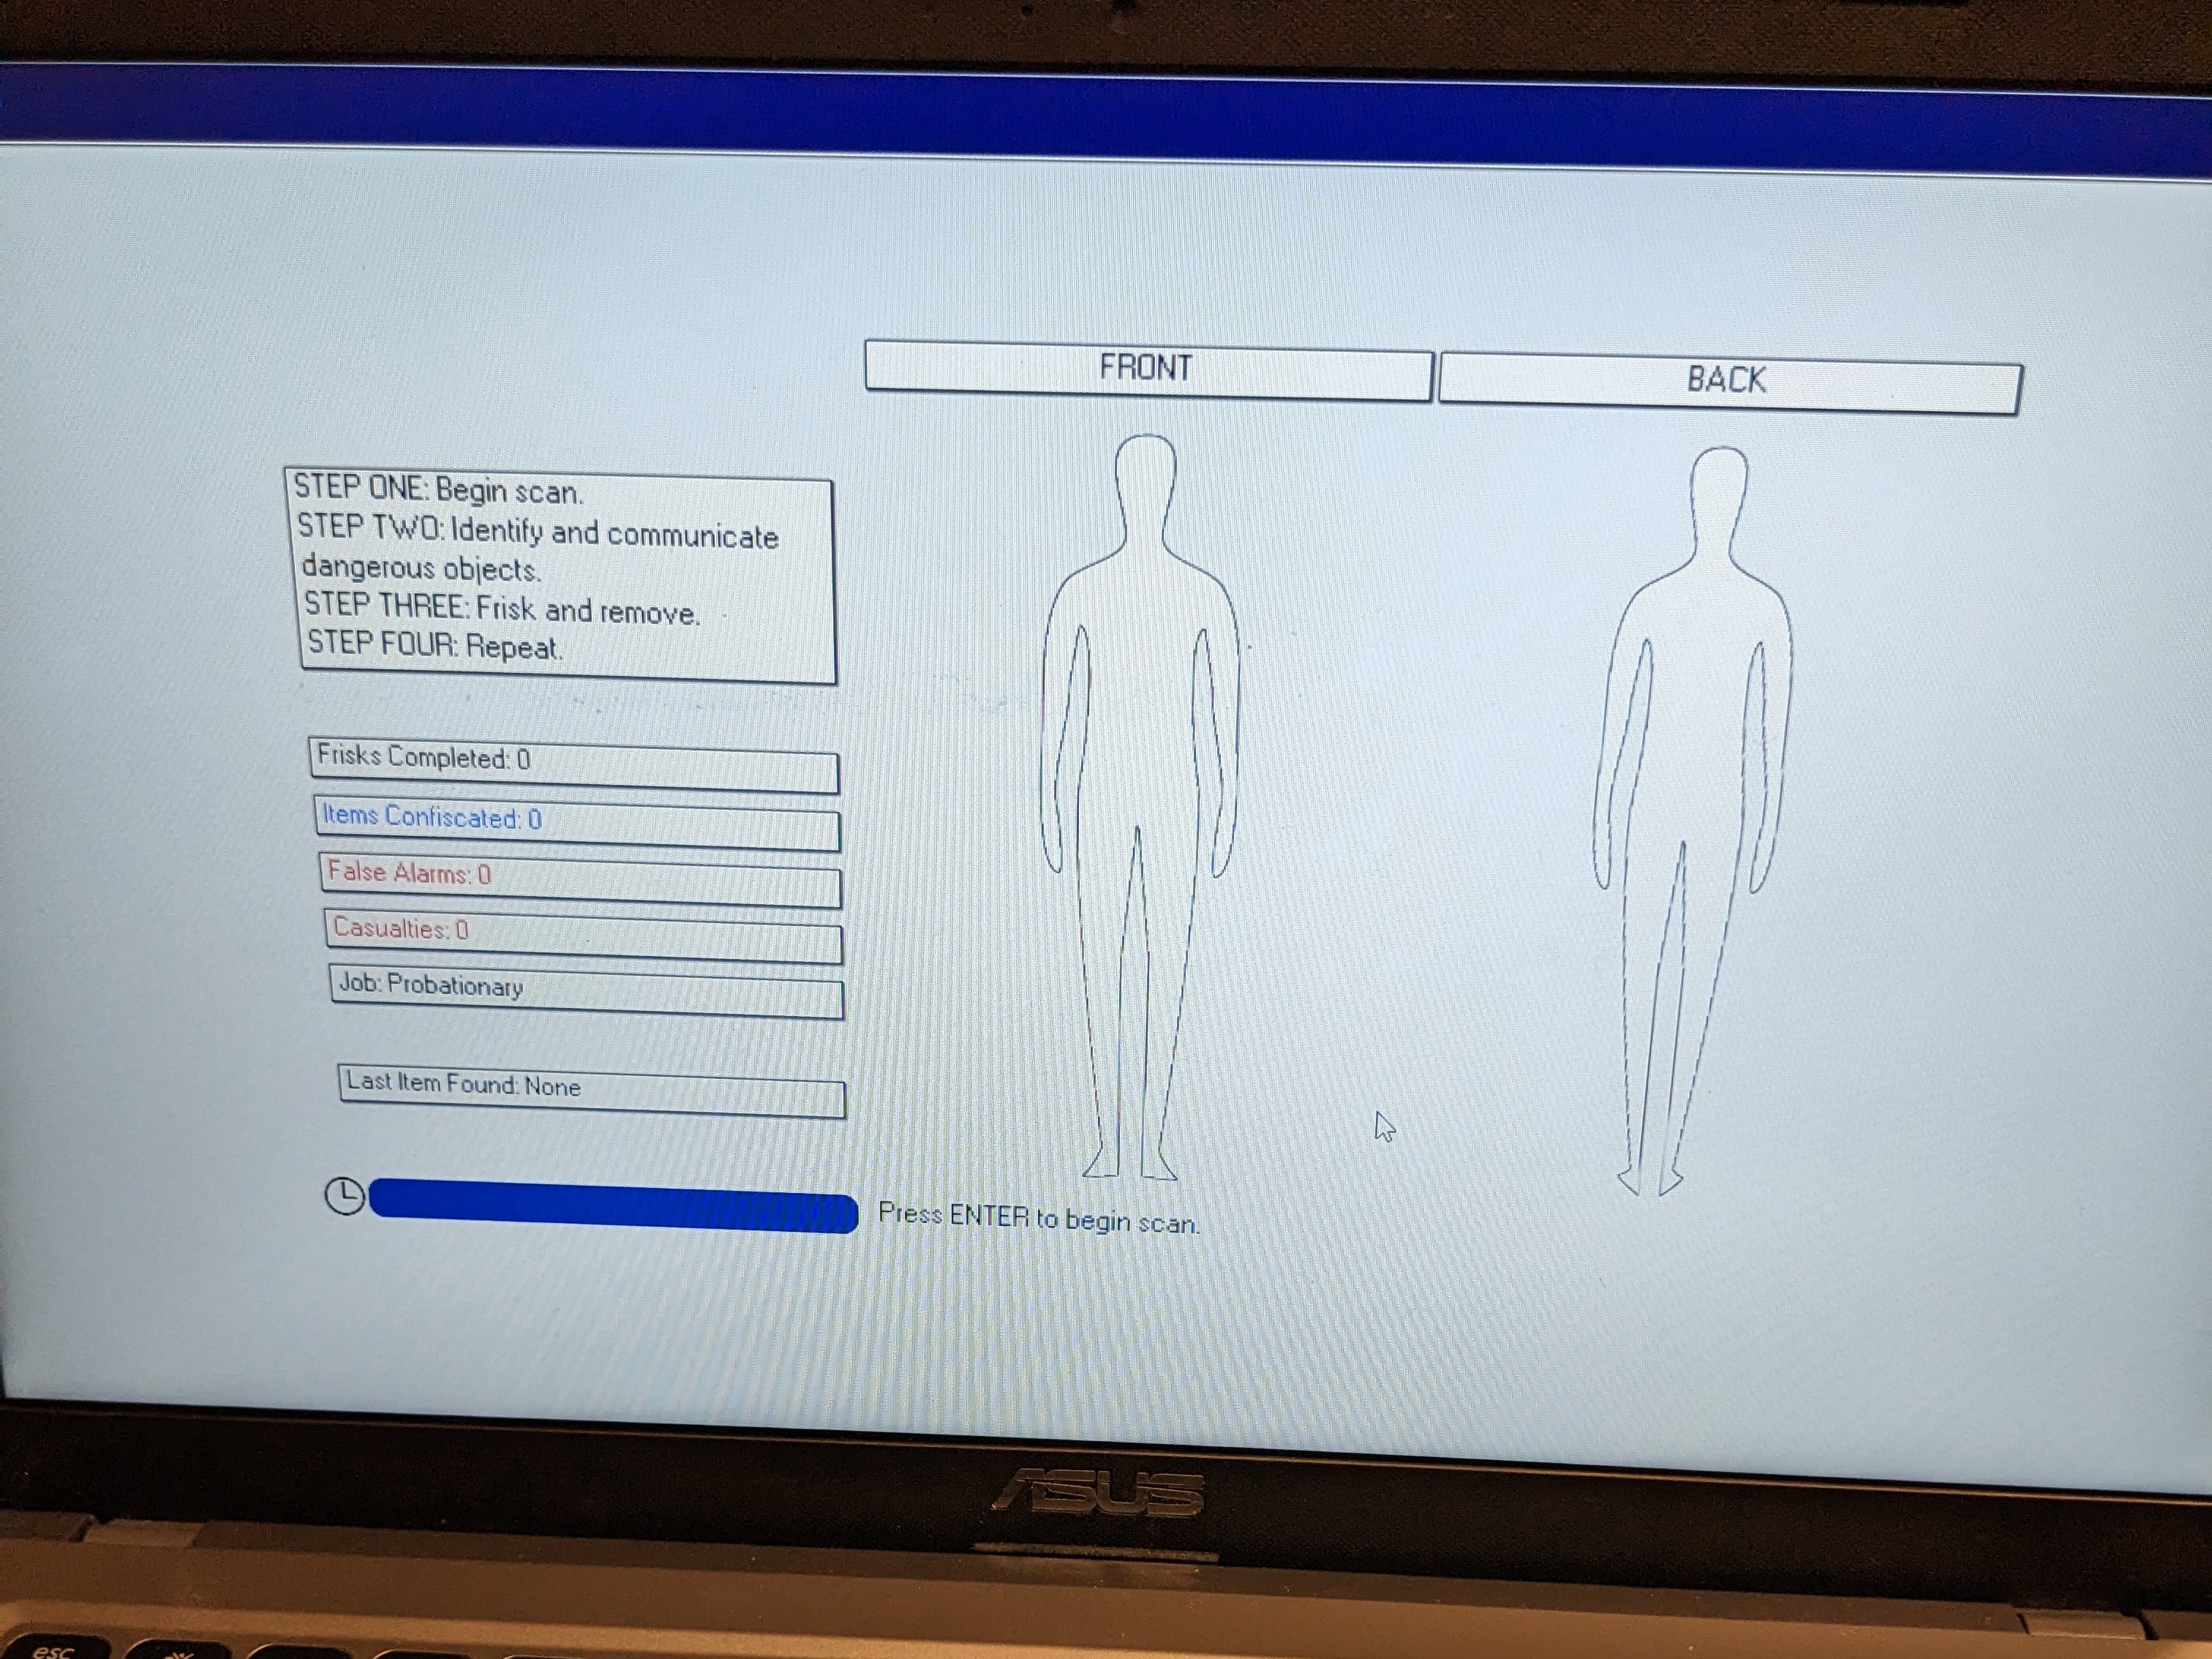 FRONT
BACK
STEP ONE: Begin scan.
STEP TWO: Identify and communicate
dangerous objects.
STEP THREE: Frisk and remove.
STEP FOUR: Repeat.
Frisks Completed: 0
Items Confiscated: 0
False Alarms: 0
Casualties: 0
Job: Probationary
Last Item Found: None
Press ENTER to begin scan.
ASUS
esc